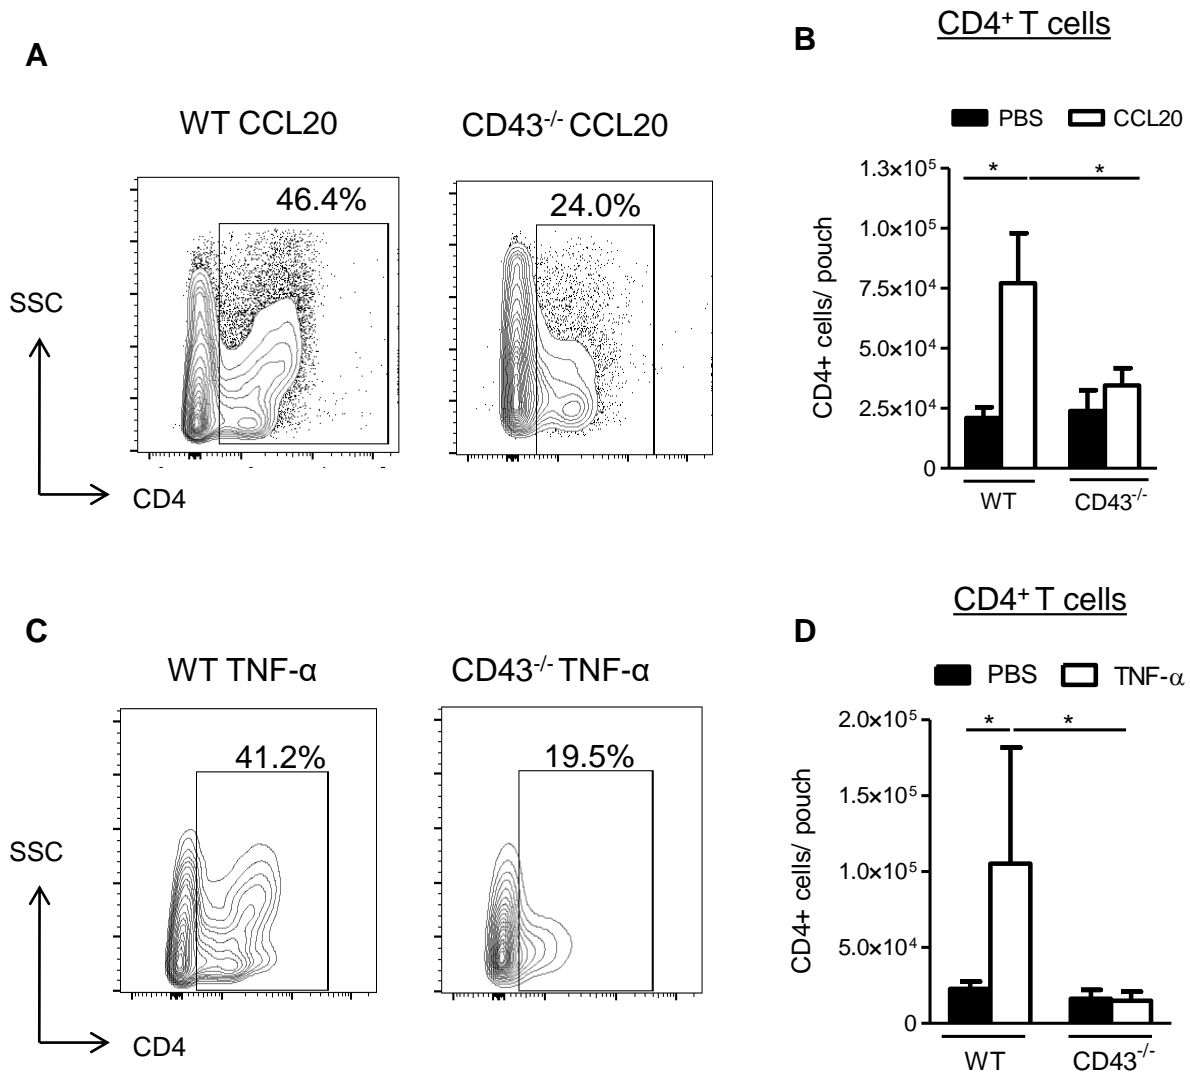 A
WT CCL20
CD43-/- CCL20
46.4%
24.0%
SSC
CD4
B
CD4+ T cells
PBS
CCL20
1.3×10⁵
1.0×10⁵
7.5×10⁴
5.0×10⁴
2.5×10⁴
0
CD4+ cells/ pouch
* *
WT
CD43-/-
C
WT TNF-α
CD43-/- TNF-α
41.2%
19.5%
SSC
CD4
D
CD4+ T cells
PBS
TNF-α
2.0×10⁵
1.5×10⁵
1.0×10⁵
5.0×10⁴
0
CD4+ cells/ pouch
* *
WT
CD43-/-